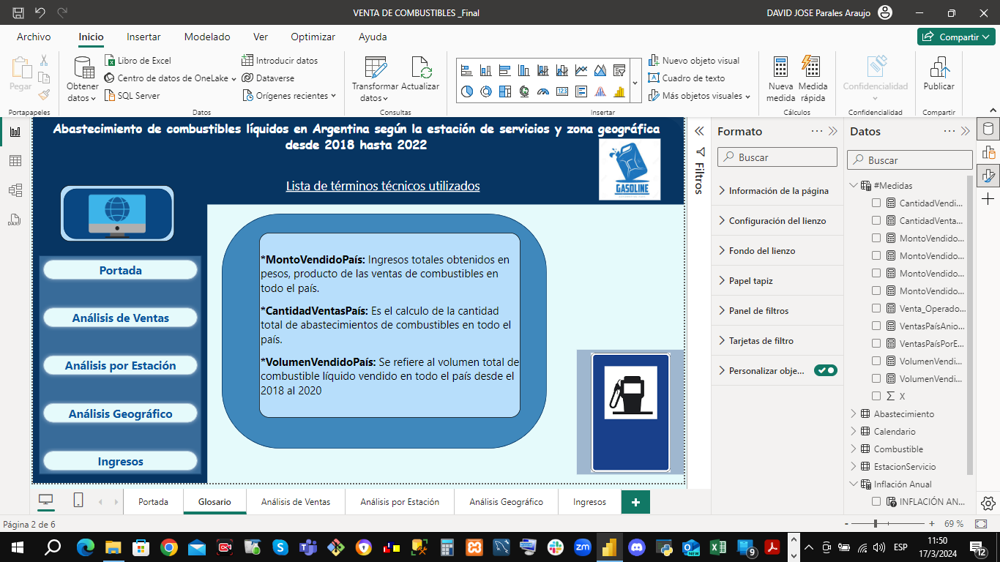 VENTA DE COMBUSTIBLES _Final
DAVID JOSE Parales Araujo
Archivo Inicio Insertar Modelado Ver Optimizar Ayuda
Compartir
Pegar
Portapapeles
Obtener datos
Libro de Excel
Centro de datos de OneLake
SQL Server
Introducir datos
Dataverse
Orígenes recientes
Datos
Transformar datos
Actualizar
Consultas
Nuevo objeto visual
Cuadro de texto
Más objetos visuales
Insertar
Nueva medida
Medida rápida
Cálculos
Confidencialidad
Confidencialidad
Publicar
Compartir
Abastecimiento de combustibles líquidos en Argentina según la estación de servicios y zona geográfica
desde 2018 hasta 2022
GASOLINE
Lista de términos técnicos utilizados
Portada
Análisis de Ventas
Análisis por Estación
Análisis Geográfico
Ingresos
*MontoVendidoPaís: Ingresos totales obtenidos en
pesos, producto de las ventas de combustibles en
todo el país.
*CantidadVentasPaís: Es el calculo de la cantidad
total de abastecimientos de combustibles en todo el
país.
*VolumenVendidoPaís: Se refiere al volumen total de
combustible líquido vendido en todo el país desde el
2018 al 2020
Filtros
Formato
Buscar
Información de la página
Configuración del lienzo
Fondo del lienzo
Papel tapiz
Panel de filtros
Tarjetas de filtro
Personalizar obje...
Datos
Buscar
#Medidas
CantidadVendi...
CantidadVenta...
MontoVendido...
MontoVendido...
MontoVendido...
MontoVendido...
Venta_Operado...
VentasPaísAnio...
VentasPaísPorE...
VolumenVendi...
VolumenVendi...
X
Abastecimiento
Calendario
Combustible
EstacionServicio
Inflación Anual
INFLACIÓN AN...
Portada Glosario Análisis de Ventas Análisis por Estación Análisis Geográfico Ingresos
Página 2 de 6
69 %
ESP
11:50
17/3/2024
12